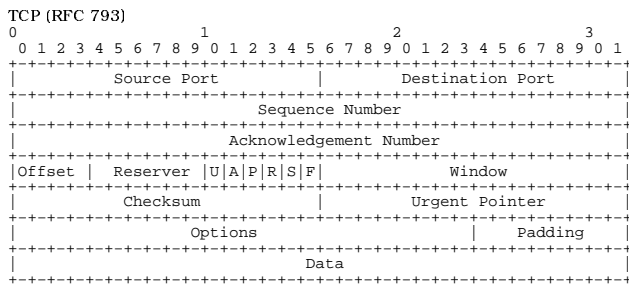 TCP (RFC 793)
0 1 2 3
0 1 2 3 4 5 6 7 8 9 0 1 2 3 4 5 6 7 8 9 0 1 2 3 4 5 6 7 8 9 0 1
+-+-+-+-+-+-+-+-+-+-+-+-+-+-+-+-+-+-+-+-+-+-+-+-+-+-+-+-+-+-+-+-+
| Source Port | Destination Port |
+-+-+-+-+-+-+-+-+-+-+-+-+-+-+-+-+-+-+-+-+-+-+-+-+-+-+-+-+-+-+-+-+
| Sequence Number |
+-+-+-+-+-+-+-+-+-+-+-+-+-+-+-+-+-+-+-+-+-+-+-+-+-+-+-+-+-+-+-+-+
| Acknowledgement Number |
+-+-+-+-+-+-+-+-+-+-+-+-+-+-+-+-+-+-+-+-+-+-+-+-+-+-+-+-+-+-+-+-+
|Offset | Reserver |U|A|P|R|S|F| Window |
+-+-+-+-+-+-+-+-+-+-+-+-+-+-+-+-+-+-+-+-+-+-+-+-+-+-+-+-+-+-+-+-+
| Checksum | Urgent Pointer |
+-+-+-+-+-+-+-+-+-+-+-+-+-+-+-+-+-+-+-+-+-+-+-+-+-+-+-+-+-+-+-+-+
| Options | Padding |
+-+-+-+-+-+-+-+-+-+-+-+-+-+-+-+-+-+-+-+-+-+-+-+-+-+-+-+-+-+-+-+-+
| Data |
+-+-+-+-+-+-+-+-+-+-+-+-+-+-+-+-+-+-+-+-+-+-+-+-+-+-+-+-+-+-+-+-+